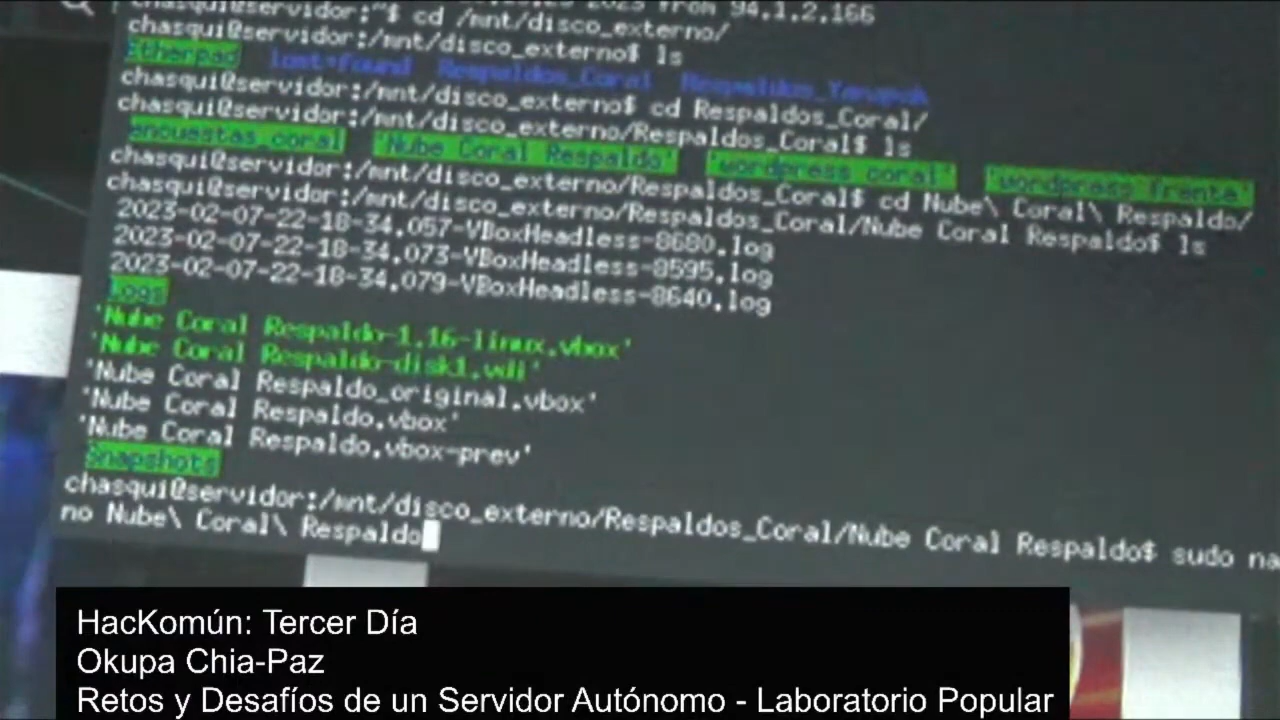 from 94.1.2.166
chasqui@servidor:~$ cd /mnt/disco_externo/
chasqui@servidor:/mnt/disco_externo$ ls
Etherpad lost+found Respaldos_Coral
chasqui@servidor:/mnt/disco_externo$ cd Respaldos_Coral/
chasqui@servidor:/mnt/disco_externo/Respaldos_Coral$ ls
encuestas_coral 'Nube Coral Respaldo' 'wordpress coral' 'wordpress frente'
chasqui@servidor:/mnt/disco_externo/Respaldos_Coral$ cd Nube\ Coral\ Respaldo/
chasqui@servidor:/mnt/disco_externo/Respaldos_Coral/Nube Coral Respaldo$ ls
2023-02-07-22-18-34.057-VBoxHeadless-8680.log
2023-02-07-22-18-34.073-VBoxHeadless-8595.log
2023-02-07-22-18-34.079-VBoxHeadless-8640.log
Logs
'Nube Coral Respaldo-1.16-linux.vbox'
'Nube Coral Respaldo-disk1.vdi'
'Nube Coral Respaldo_original.vbox'
'Nube Coral Respaldo.vbox'
'Nube Coral Respaldo.vbox-prev'
Snapshots
chasqui@servidor:/mnt/disco_externo/Respaldos_Coral/Nube Coral Respaldo$ sudo na
no Nube\ Coral\ Respaldo
HacKomún: Tercer Día
Okupa Chia-Paz
Retos y Desafíos de un Servidor Autónomo - Laboratorio Popular